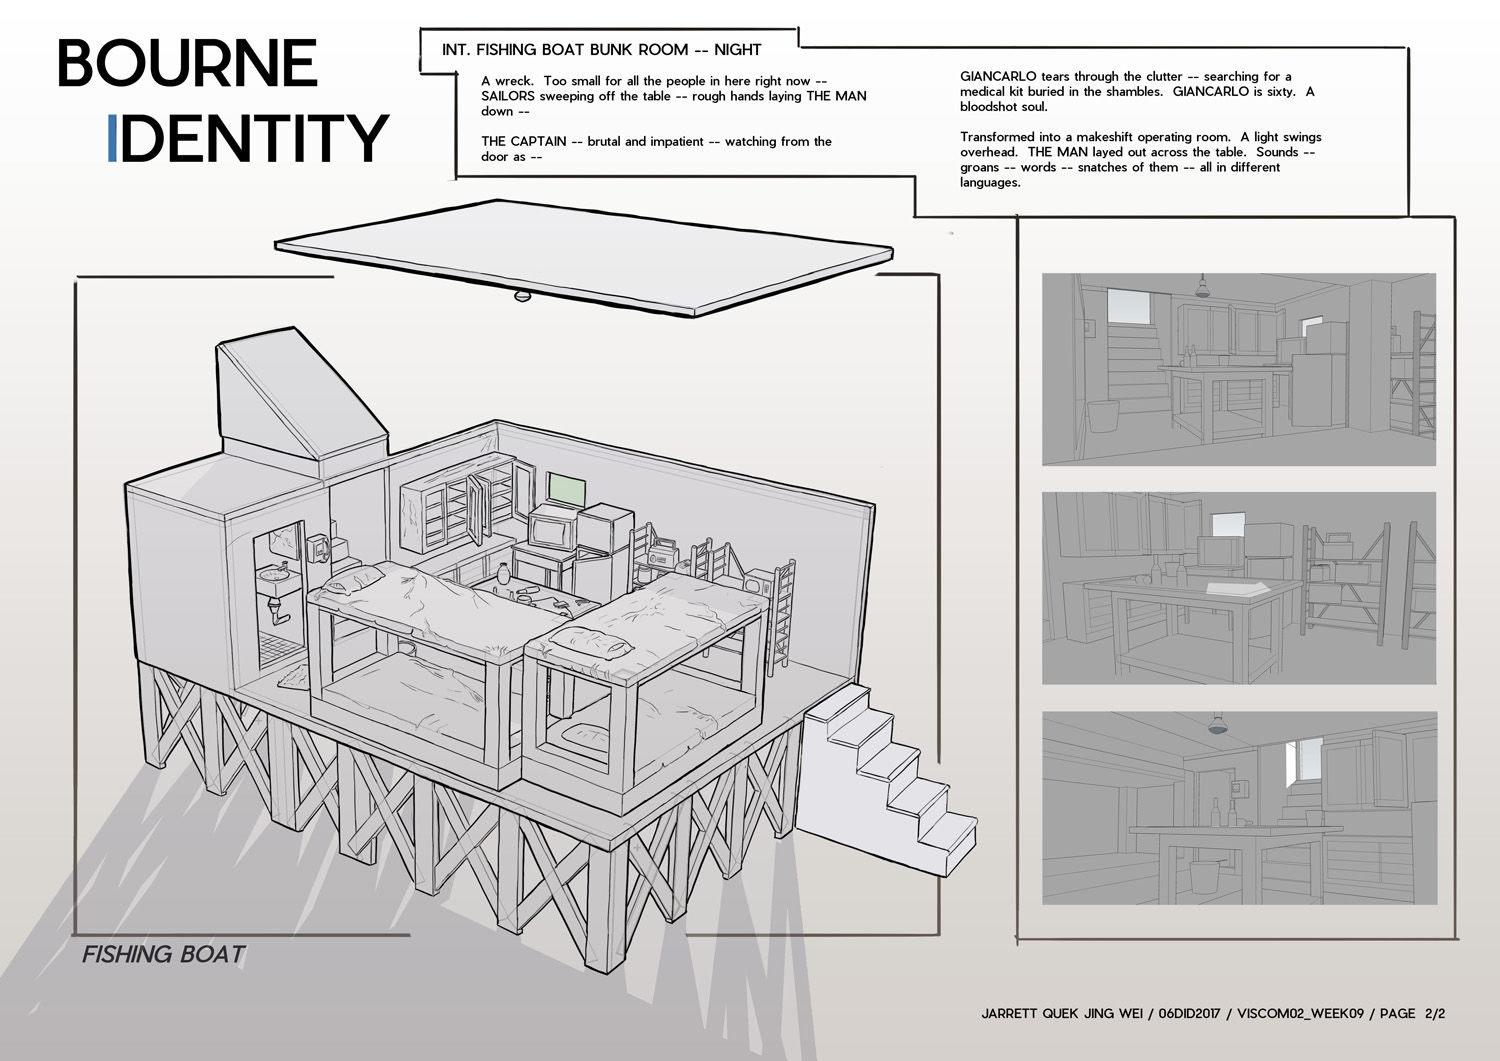 BOURNE
IDENTITY
INT. FISHING BOAT BUNK ROOM -- NIGHT
A wreck.  Too small for all the people in here right now --
SAILORS sweeping off the table -- rough hands laying THE MAN
down --
THE CAPTAIN -- brutal and impatient -- watching from the
door as --
GIANCARLO tears through the clutter -- searching for a
medical kit buried in the shambles.  GIANCARLO is sixty.  A
bloodshot soul.
Transformed into a makeshift operating room.  A light swings
overhead.  THE MAN layed out across the table.  Sounds --
groans -- words -- snatches of them -- all in different
languages.
FISHING BOAT
JARRETT QUEK JING WEI / 06DID2017 / VISCOM02_WEEK09 / PAGE  2/2